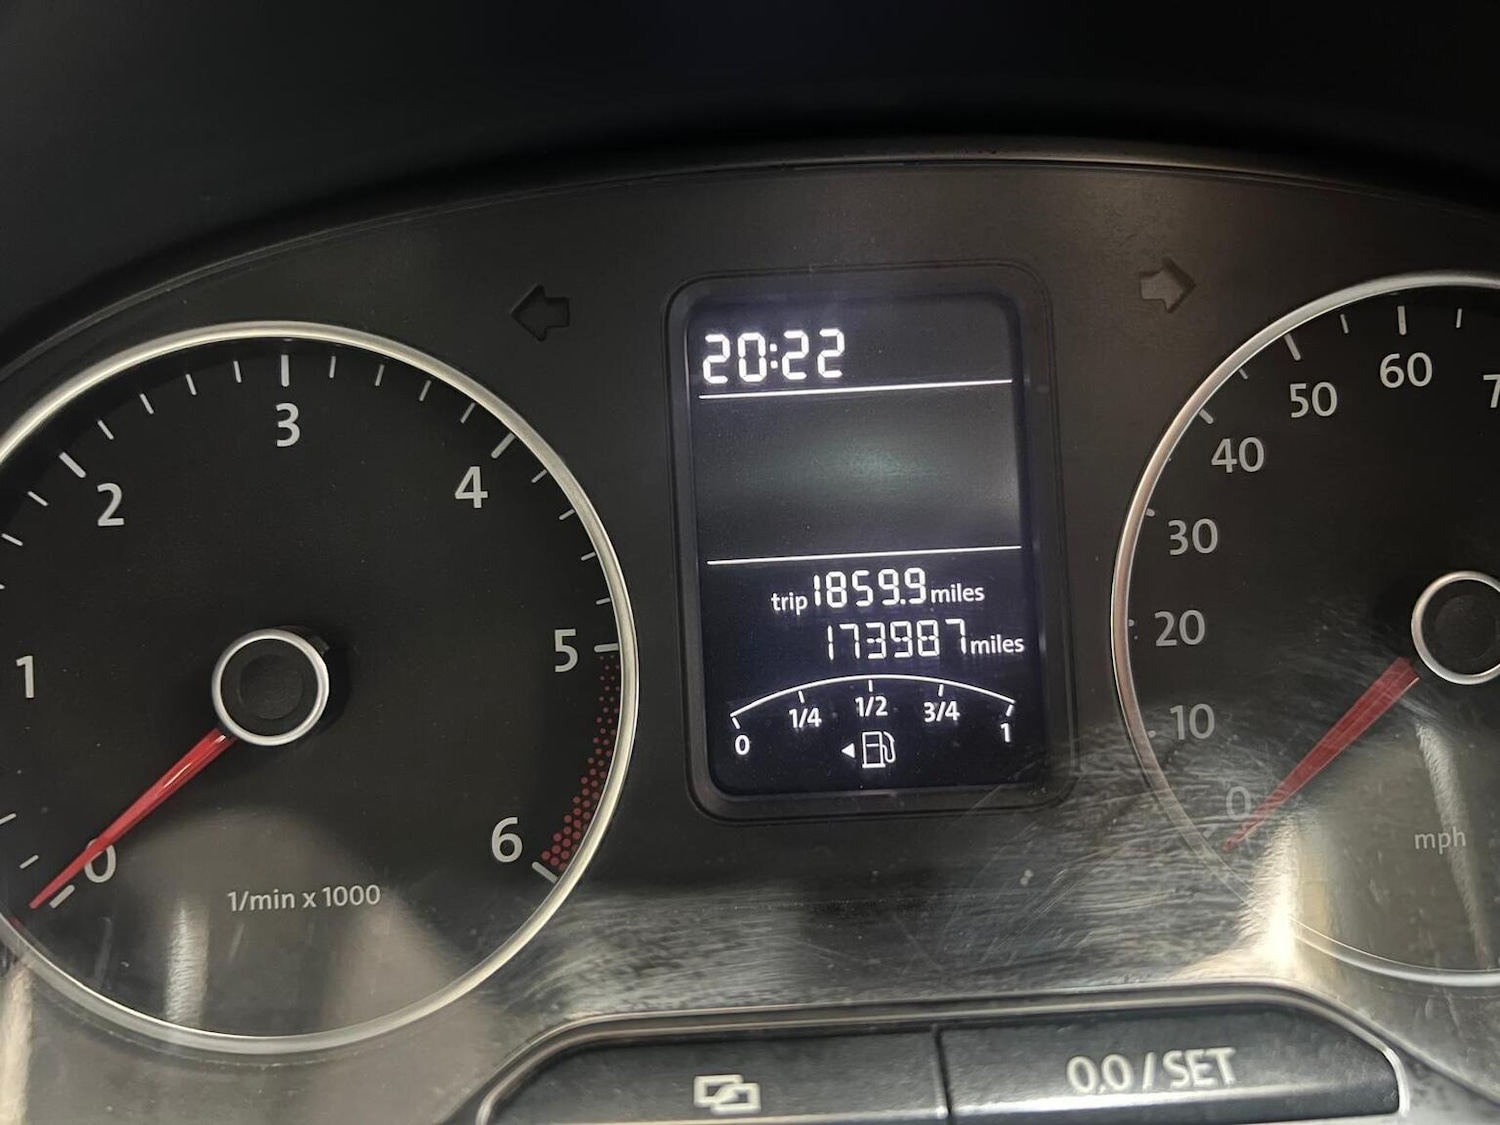 20:22
trip 1859.9 miles
173987 miles
0 1/4 1/2 3/4 1
0 1 2 3 4 5 6
1/min x 1000
0 10 20 30 40 50 60 7
mph
0.0 / SET